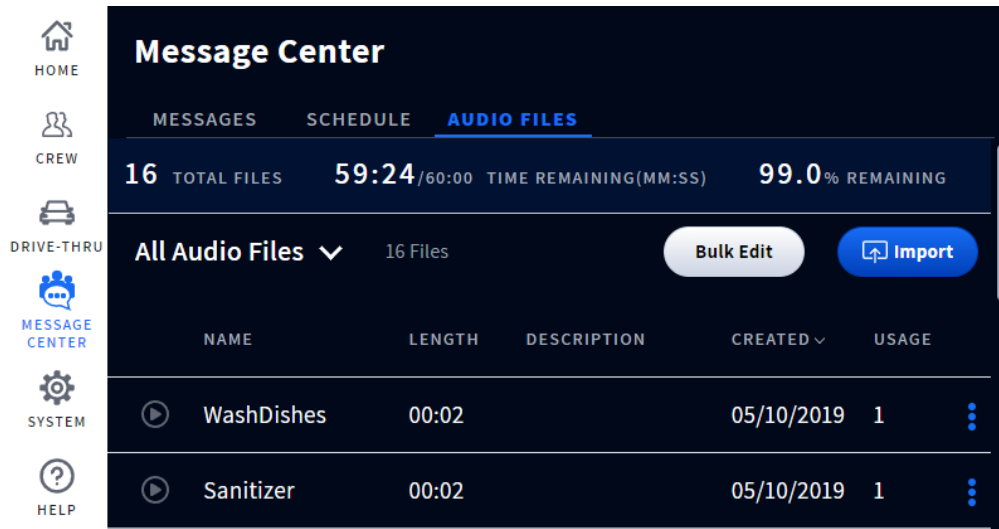 HOME
CREW
DRIVE-THRU
MESSAGE
CENTER
SYSTEM
HELP
Message Center
MESSAGES SCHEDULE AUDIO FILES
16 TOTAL FILES 59:24/60:00 TIME REMAINING(MM:SS) 99.0% REMAINING
All Audio Files 16 Files Bulk Edit Import
NAME LENGTH DESCRIPTION CREATED USAGE
WashDishes 00:02 05/10/2019 1
Sanitizer 00:02 05/10/2019 1